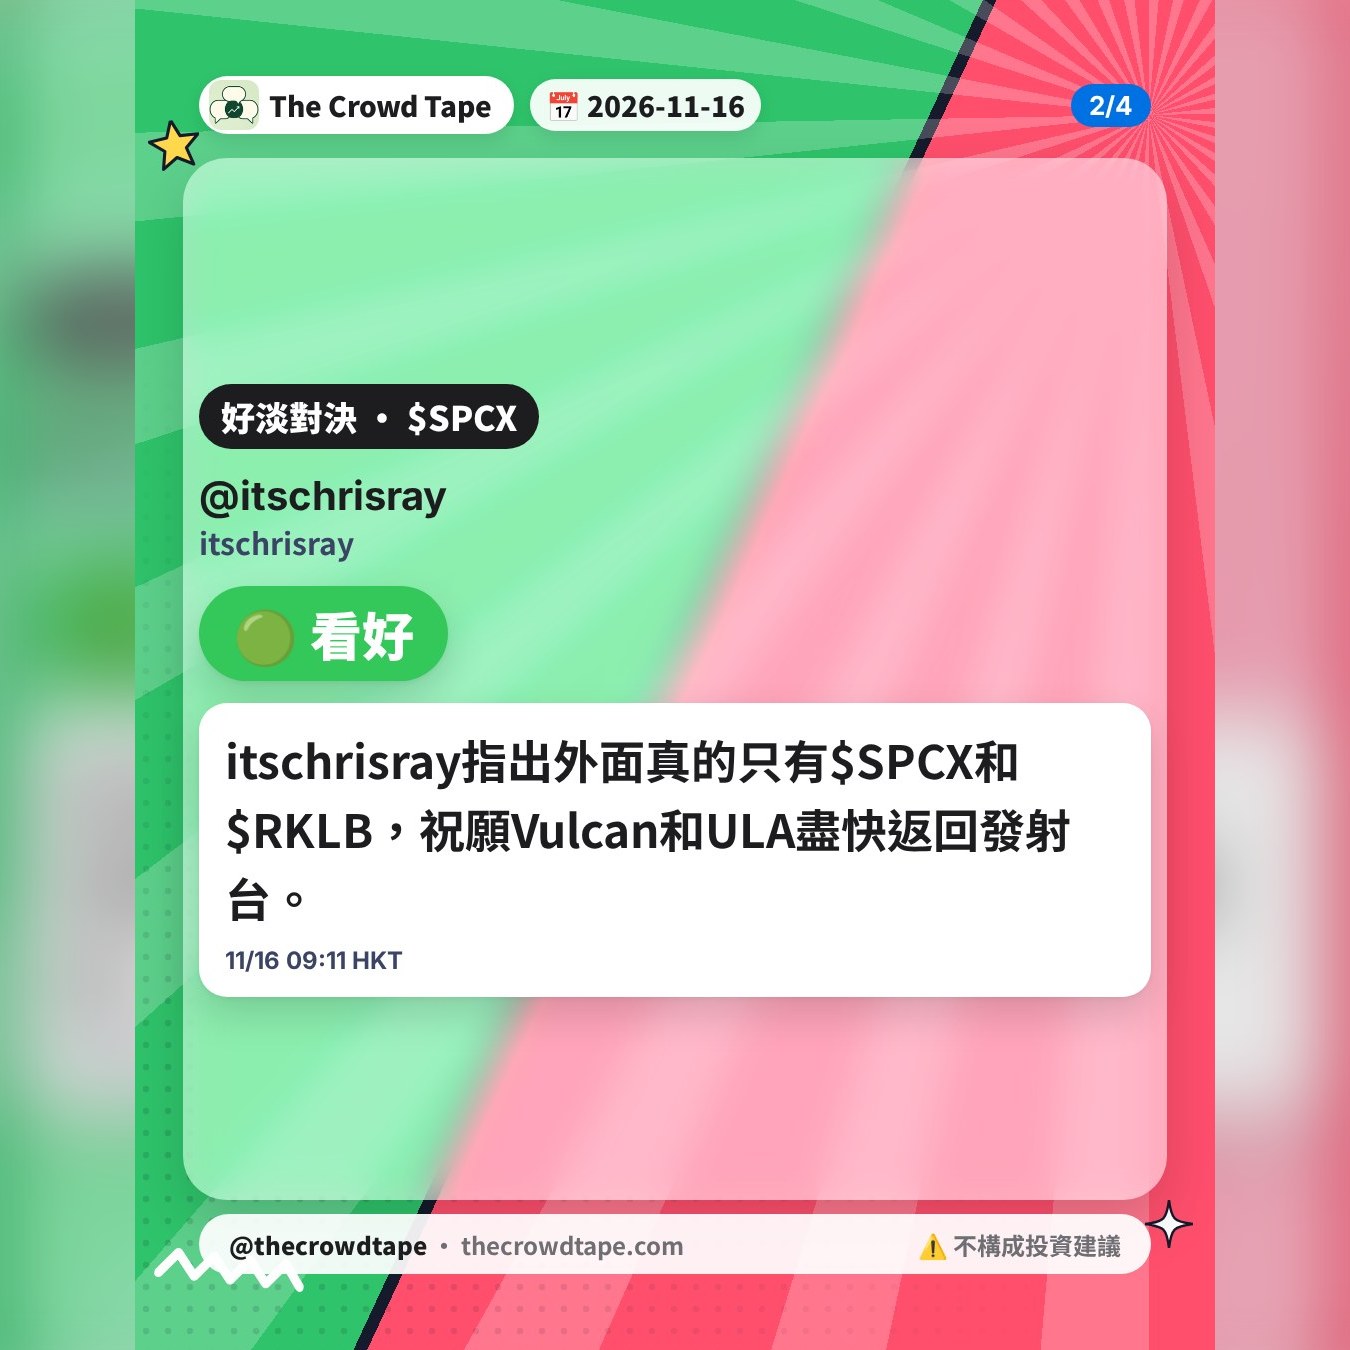 The Crowd Tape
July 17 2026-11-16
2/4
好淡對決 · $SPCX
@itschrisray
itschrisray
看好
itschrisray指出外面真的只有$SPCX和
$RKLB，祝願Vulcan和ULA盡快返回發射
台。
11/16 09:11 HKT
@thecrowdtape · thecrowdtape.com
不構成投資建議